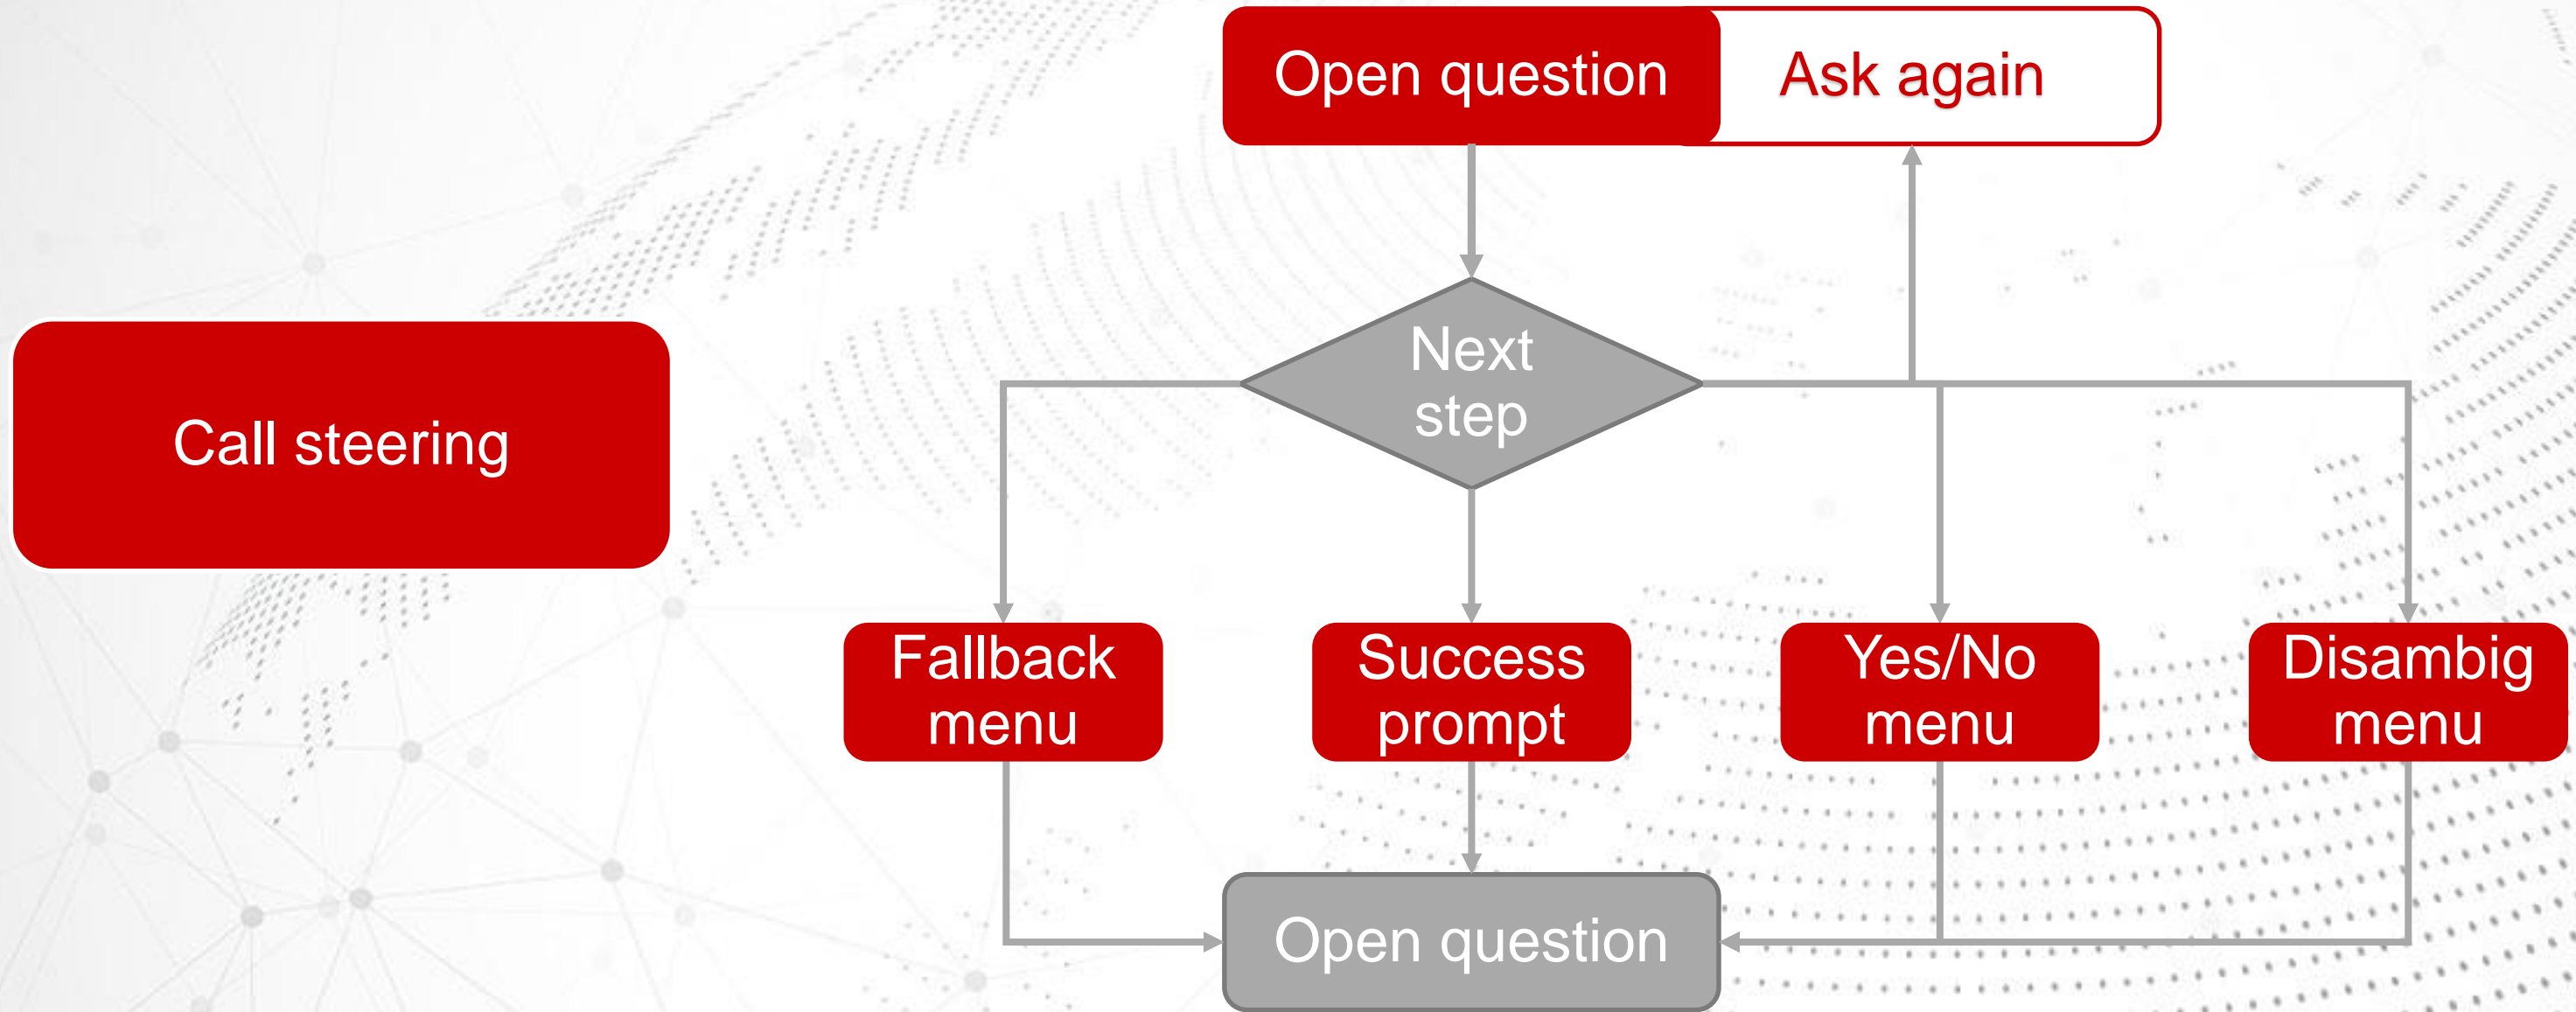 Open question
Ask again
Next
step
Call steering
Fallback
menu
Success
prompt
Yes/No
menu
Disambig
menu
Open question